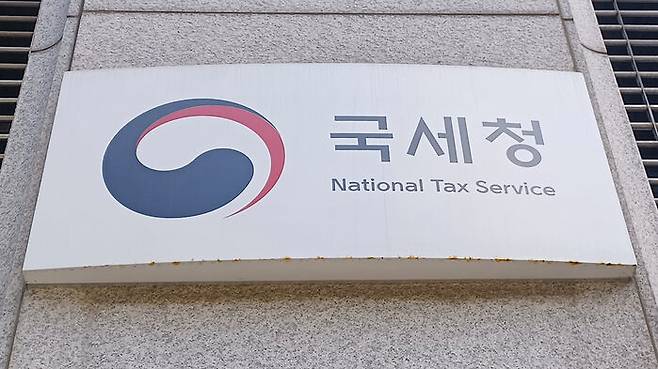 국세청
National Tax Service